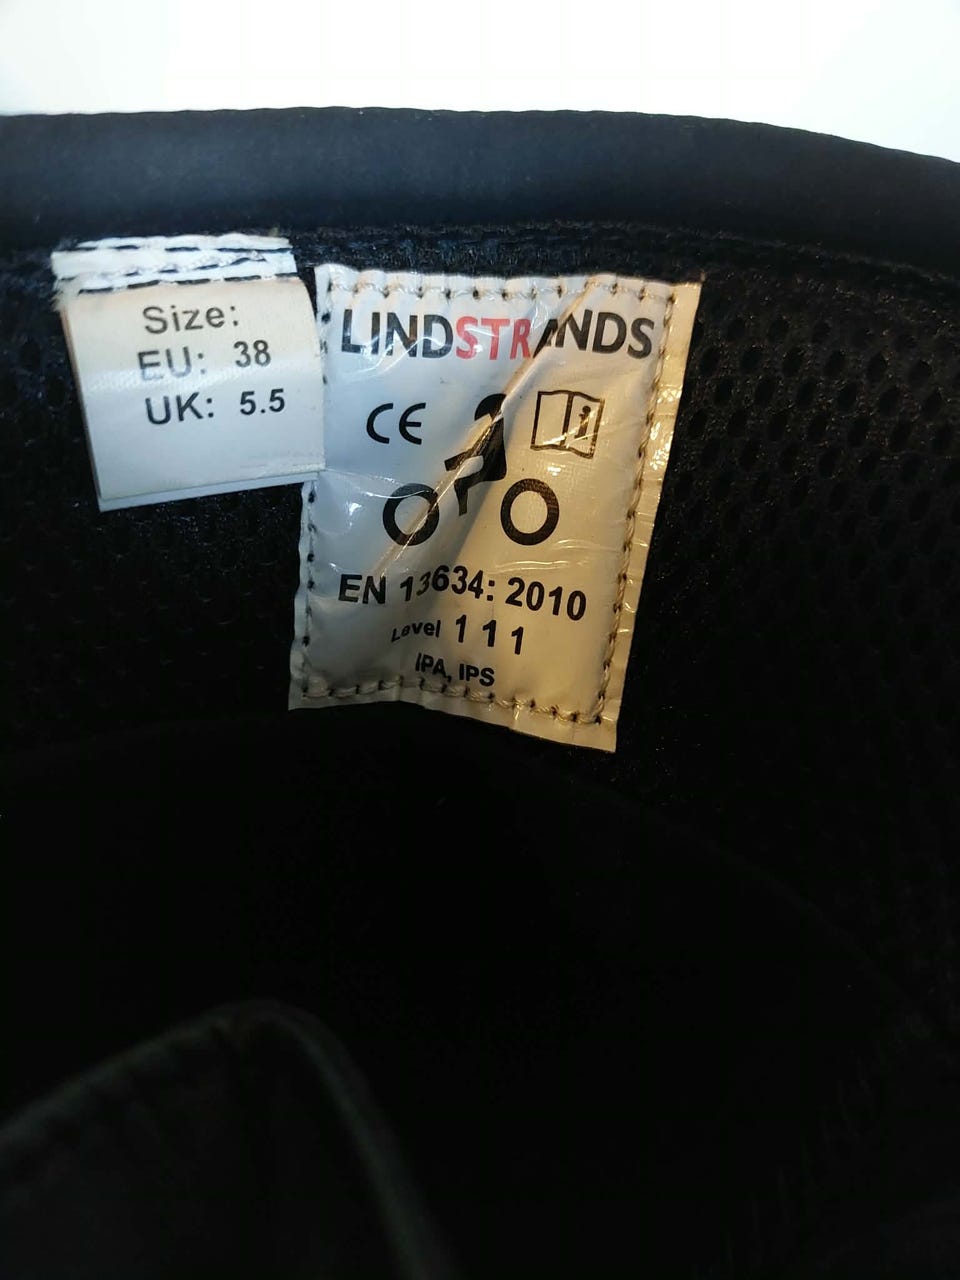 Size:
EU: 38
UK: 5.5
LINDSTRANDS
CE
i
EN 13634: 2010
Level 1 1 1
IPA, IPS